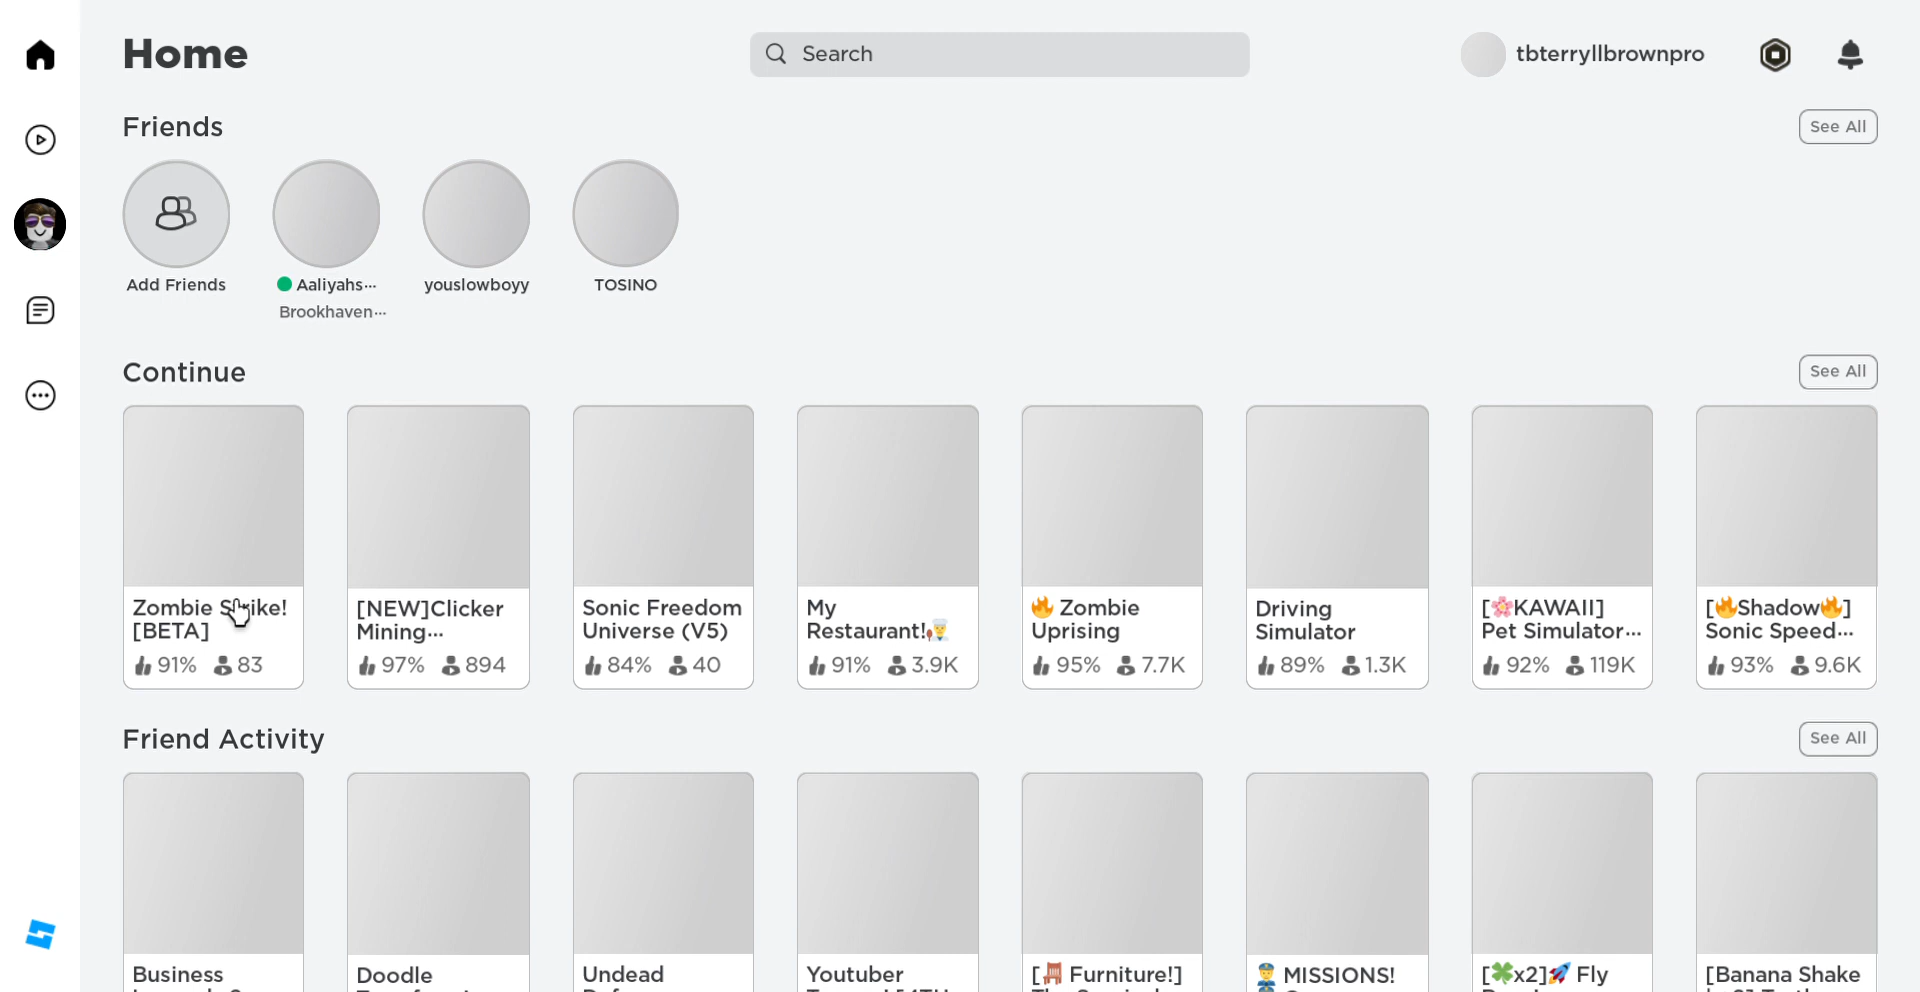 Home
Search
tbterryllbrownpro
Friends
See All
Add Friends
Aaliyahs...
youslowboyy
TOSINO
Brookhaven...
Continue
See All
Zombie Strike!
[BETA]
91% 83
[NEW]Clicker
Mining...
97% 894
Sonic Freedom
Universe (V5)
84% 40
My
Restaurant!👨‍🍳
91% 3.9K
🔥 Zombie
Uprising
95% 7.7K
Driving
Simulator
89% 1.3K
[🌸KAWAII]
Pet Simulator...
92% 119K
[🔥Shadow🔥]
Sonic Speed...
93% 9.6K
Friend Activity
See All
Business
Doodle
Undead
Youtuber
[🪑 Furniture!]
👮 MISSIONS!
[🍀x2]🚀 Fly
[Banana Shake